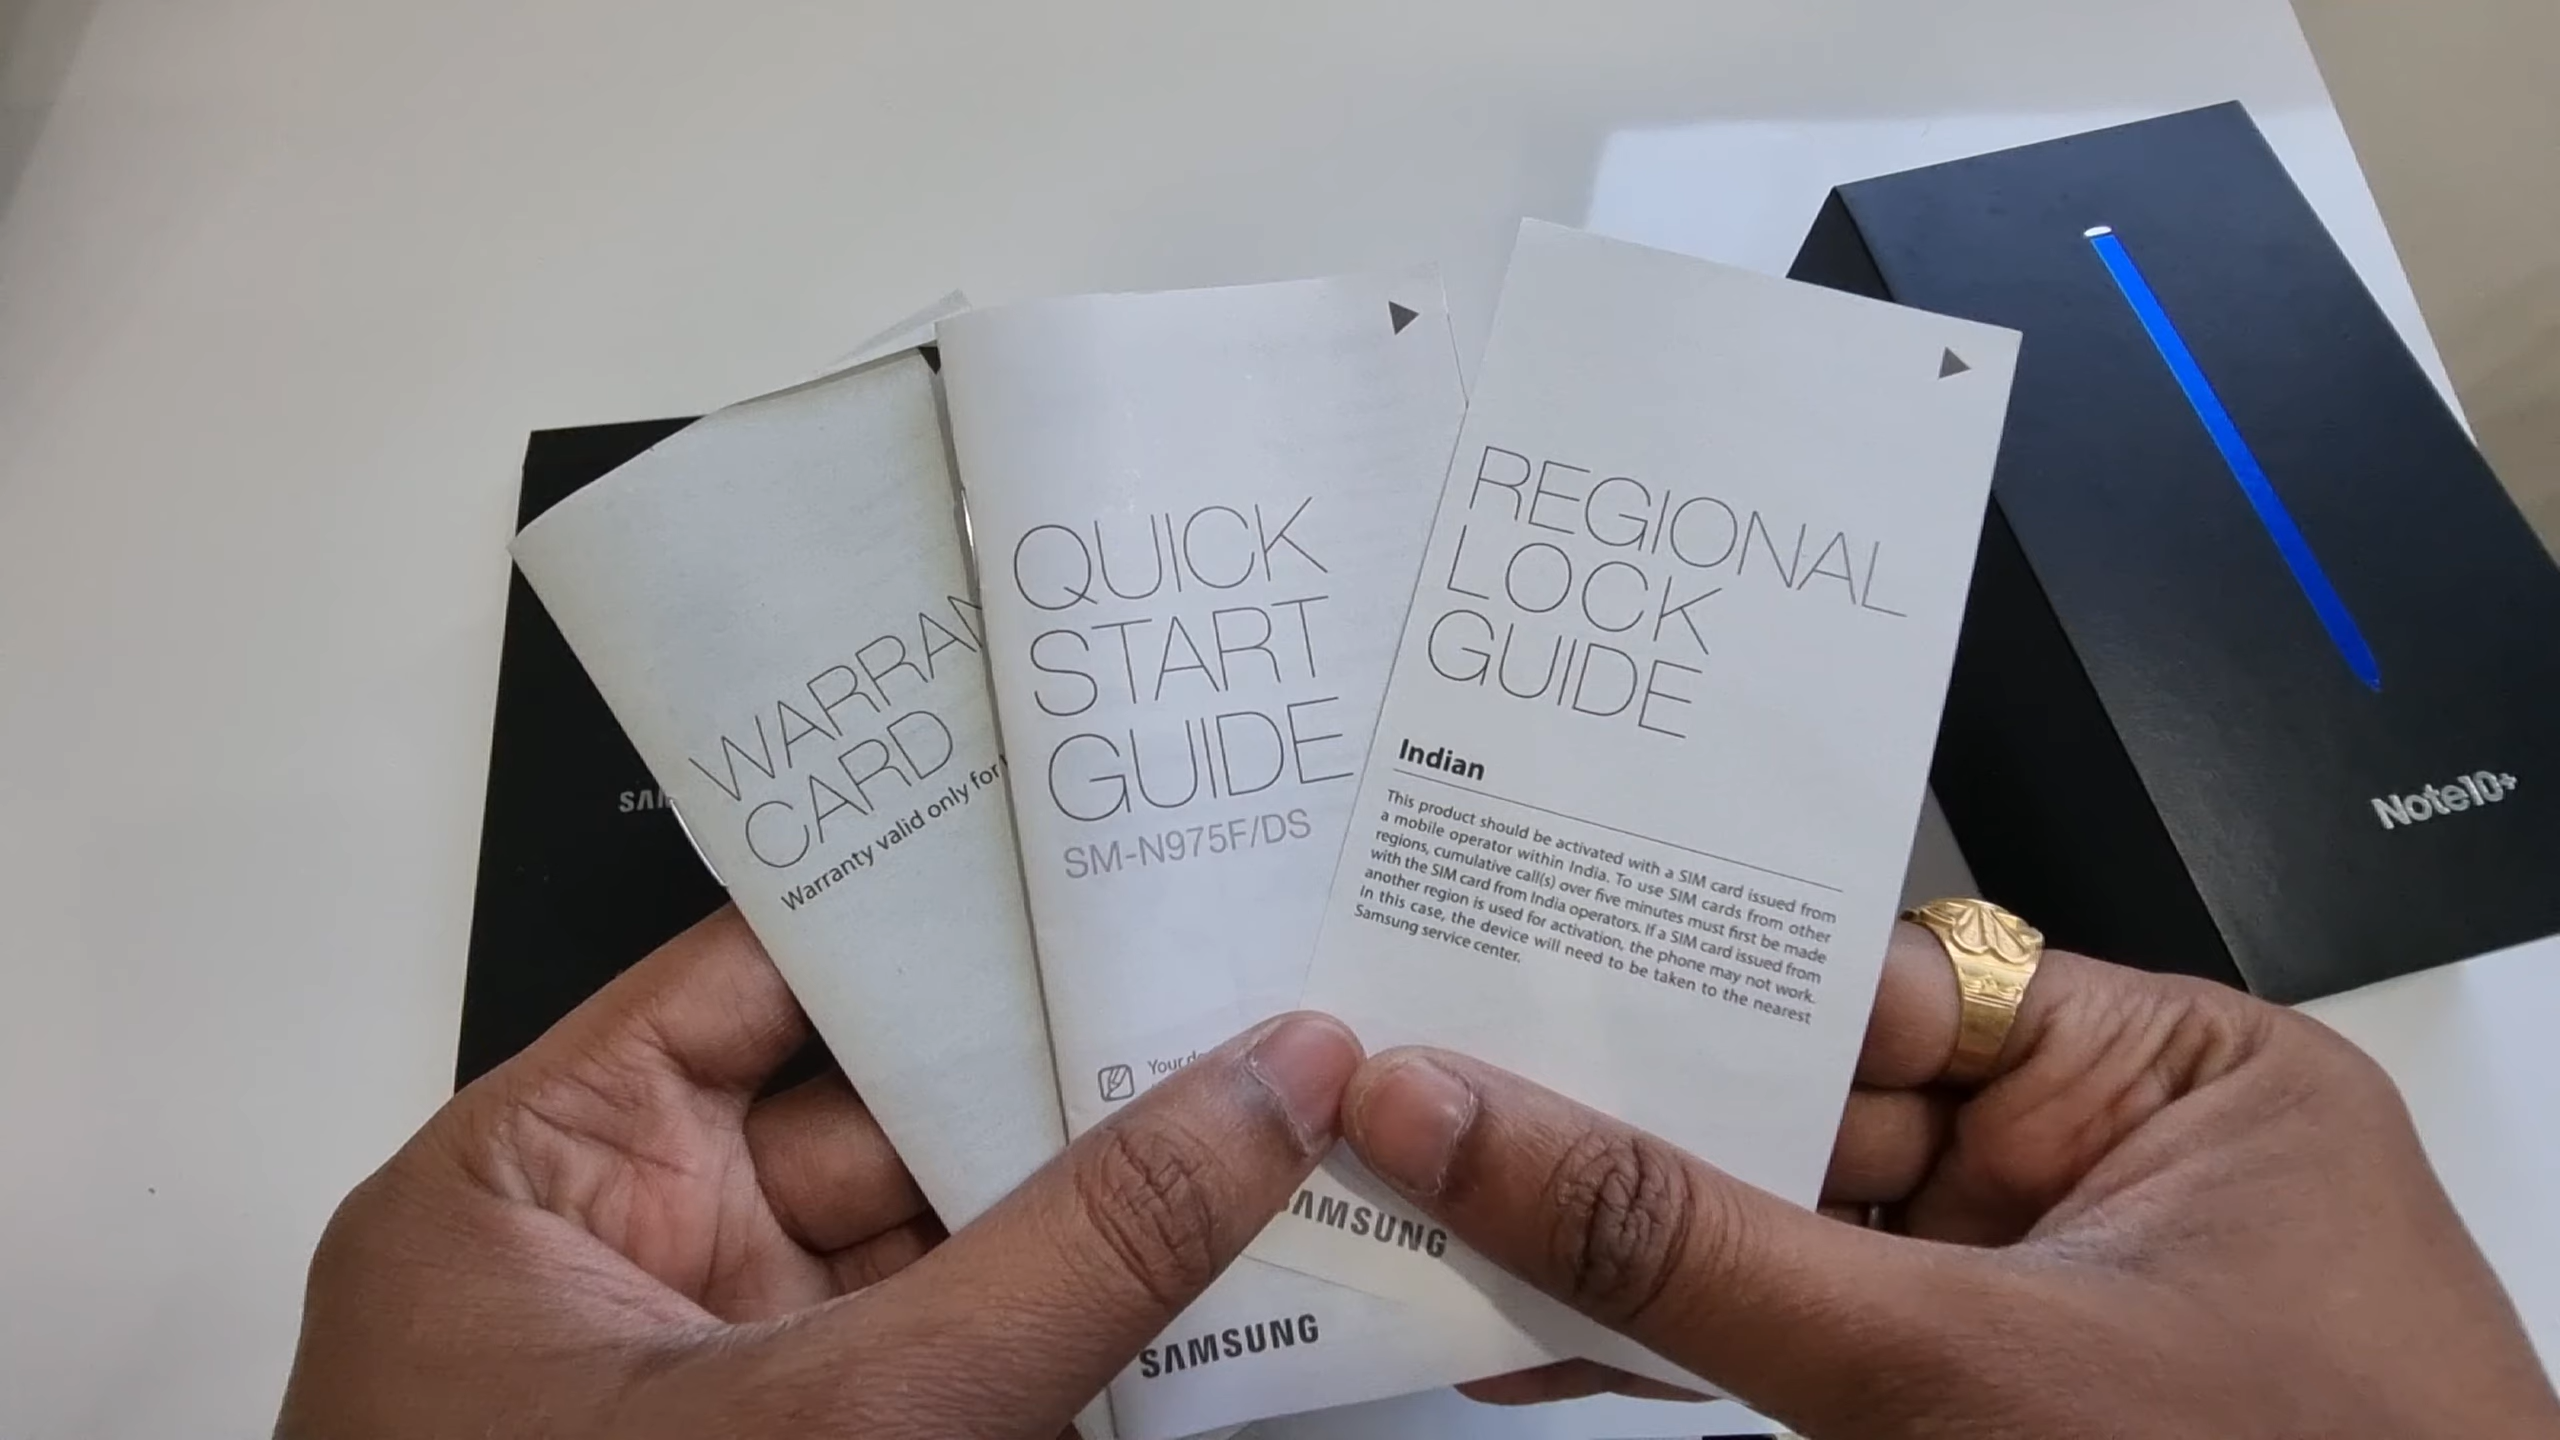 WARRAN
CARD
Warranty valid only for
SAM
QUICK
START
GUIDE
SM-N975F/DS
Your de
SAMSUNG
REGIONAL
LOCK
GUIDE
Indian
This product should be activated with a SIM card issued from
a mobile operator within India. To use SIM cards from other
regions, cumulative call(s) over five minutes must first be made
with the SIM card from India operators. If a SIM card issued from
another region is used for activation, the phone may not work.
In this case, the device will need to be taken to the nearest
Samsung service center.
SAMSUNG
Note10+